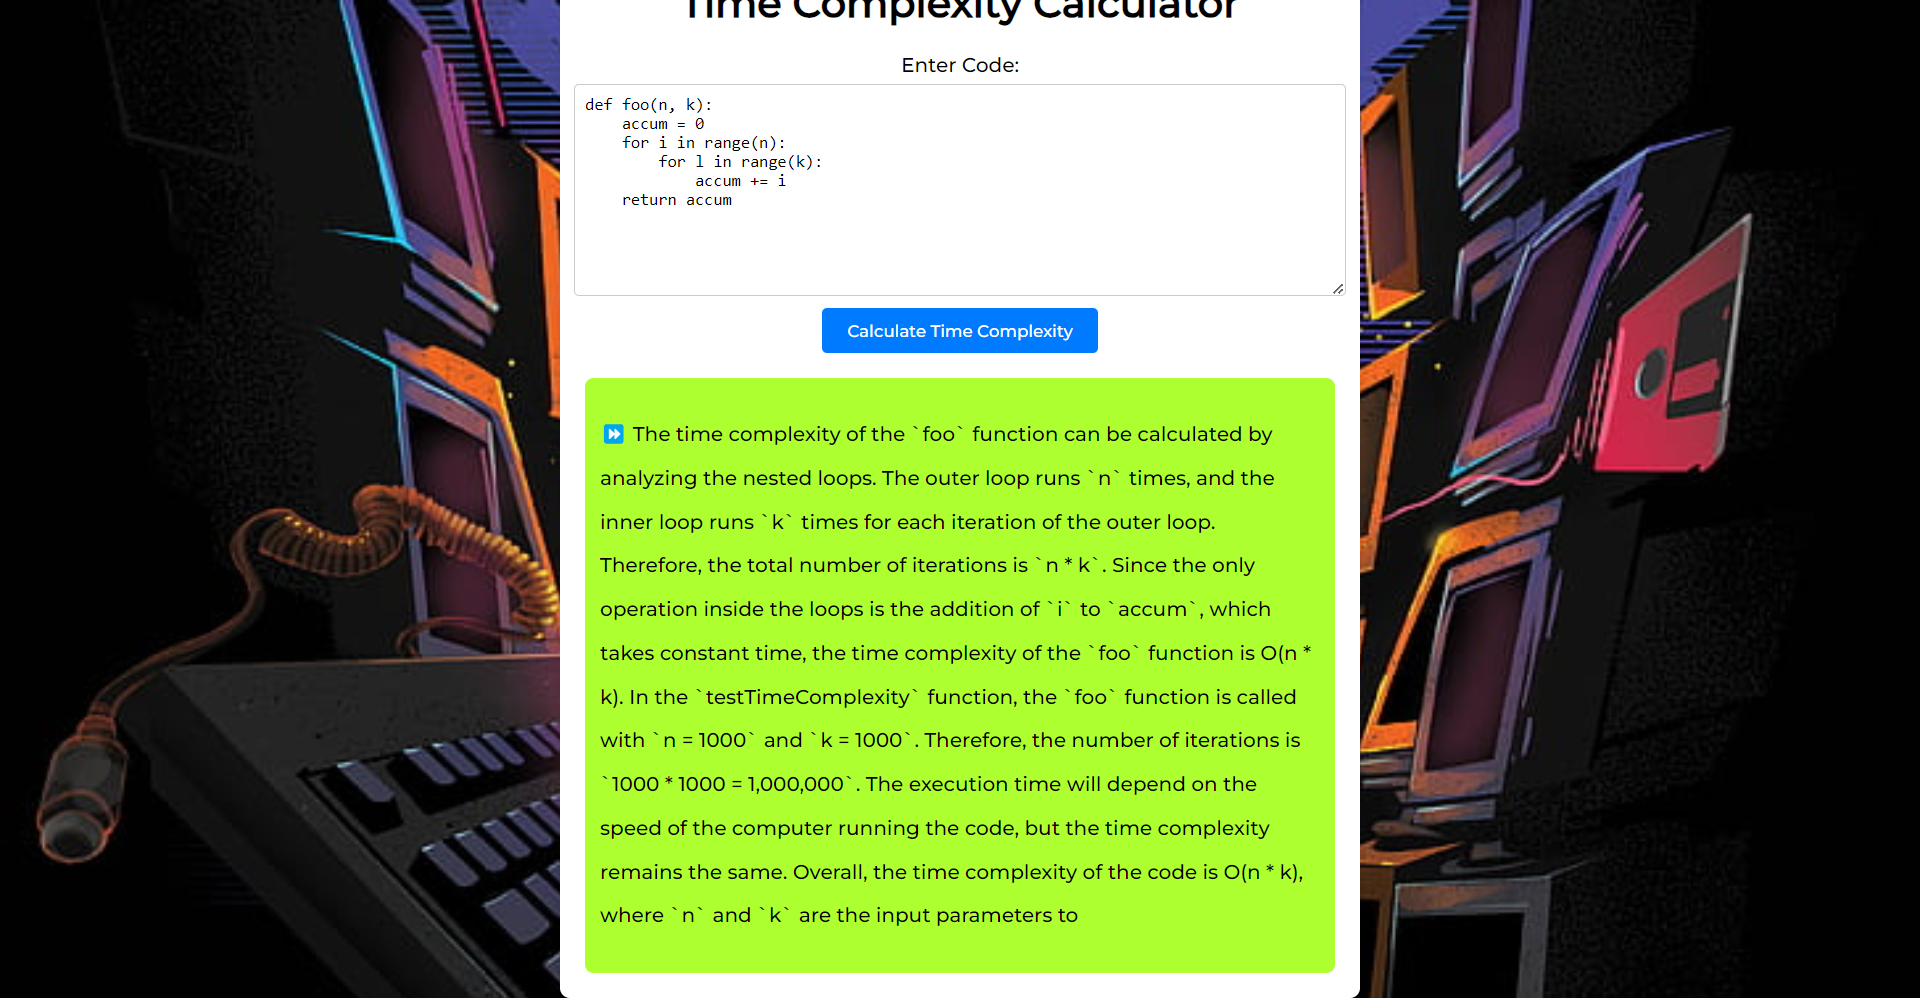 Time Complexity Calculator
Enter Code:
def foo(n, k):
    accum = 0
    for i in range(n):
        for l in range(k):
            accum += i
    return accum
Calculate Time Complexity
⏩ The time complexity of the `foo` function can be calculated by
analyzing the nested loops. The outer loop runs `n` times, and the
inner loop runs `k` times for each iteration of the outer loop.
Therefore, the total number of iterations is `n * k`. Since the only
operation inside the loops is the addition of `i` to `accum`, which
takes constant time, the time complexity of the `foo` function is O(n *
k). In the `testTimeComplexity` function, the `foo` function is called
with `n = 1000` and `k = 1000`. Therefore, the number of iterations is
`1000 * 1000 = 1,000,000`. The execution time will depend on the
speed of the computer running the code, but the time complexity
remains the same. Overall, the time complexity of the code is O(n * k),
where `n` and `k` are the input parameters to